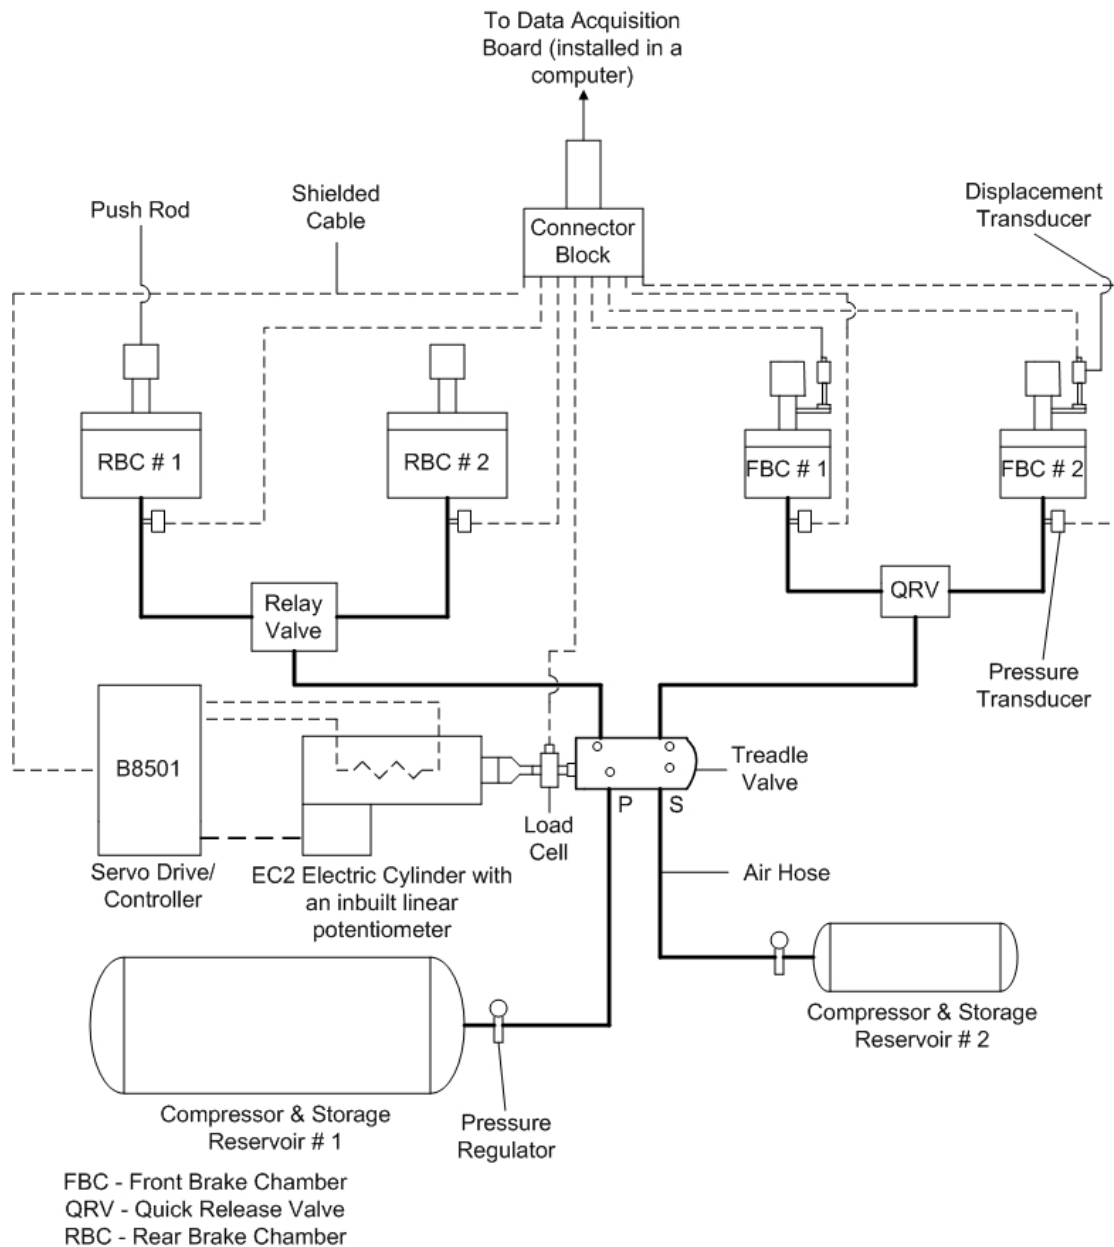 To Data Acquisition
Board (installed in a
computer)
Push Rod
Shielded
Cable
Connector
Block
Displacement
Transducer
RBC # 1
RBC # 2
FBC # 1
FBC # 2
Relay
Valve
QRV
Pressure
Transducer
B8501
Treadle
Valve
P
S
Load
Cell
Servo Drive/
Controller
EC2 Electric Cylinder with
an inbuilt linear
potentiometer
Air Hose
Compressor & Storage
Reservoir # 2
Compressor & Storage
Reservoir # 1
Pressure
Regulator
FBC - Front Brake Chamber
QRV - Quick Release Valve
RBC - Rear Brake Chamber